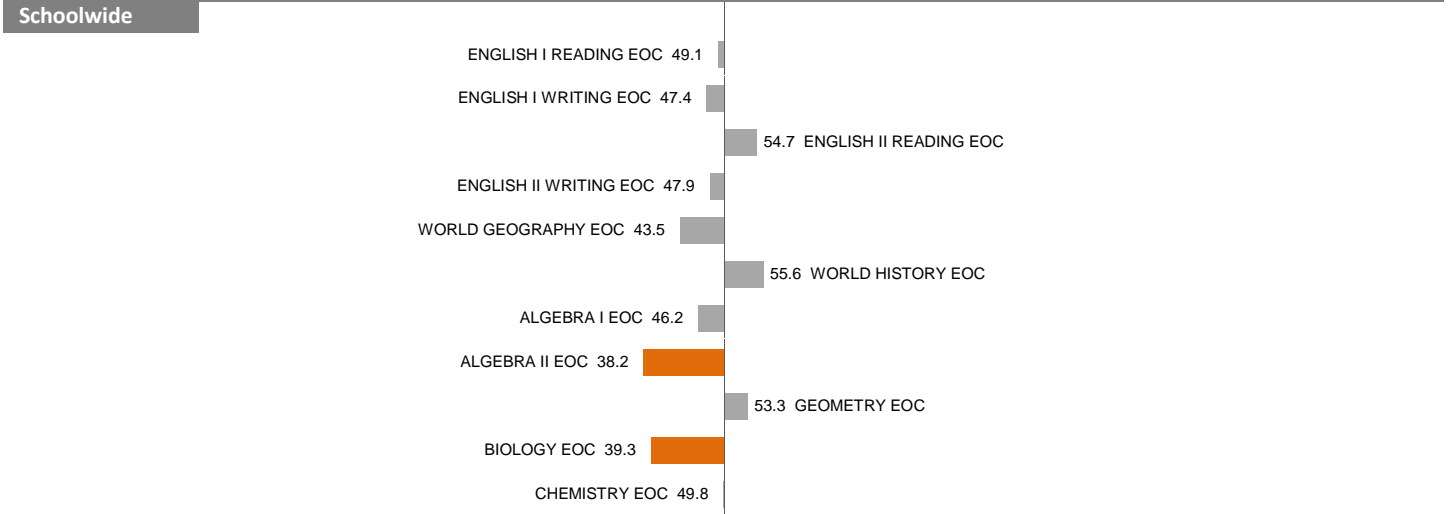 Schoolwide
ENGLISH I READING EOC 49.1
ENGLISH I WRITING EOC 47.4
54.7 ENGLISH II READING EOC
ENGLISH II WRITING EOC 47.9
WORLD GEOGRAPHY EOC 43.5
55.6 WORLD HISTORY EOC
ALGEBRA I EOC 46.2
ALGEBRA II EOC 38.2
53.3 GEOMETRY EOC
BIOLOGY EOC 39.3
CHEMISTRY EOC 49.8